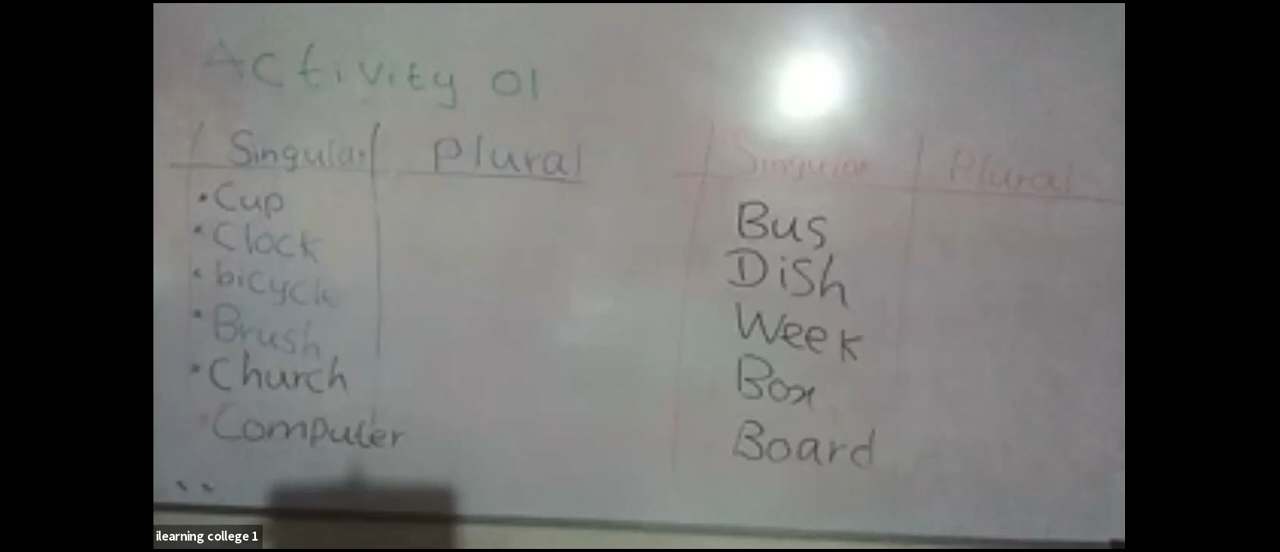 Activity 01
Singular Plural
Cup
Clock
bicycle
Brush
Church
Computer
Singular Plural
Bus
Dish
Week
Box
Board
ilearning college 1